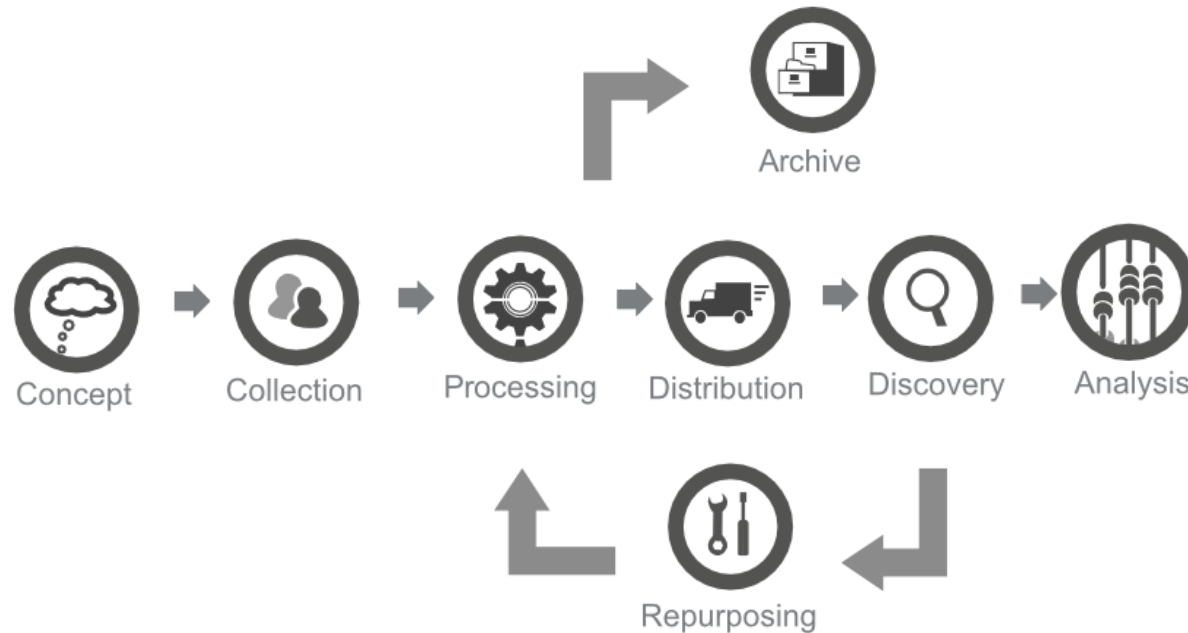 Archive
Concept
Collection
Processing
Distribution
Discovery
Analysis
Repurposing